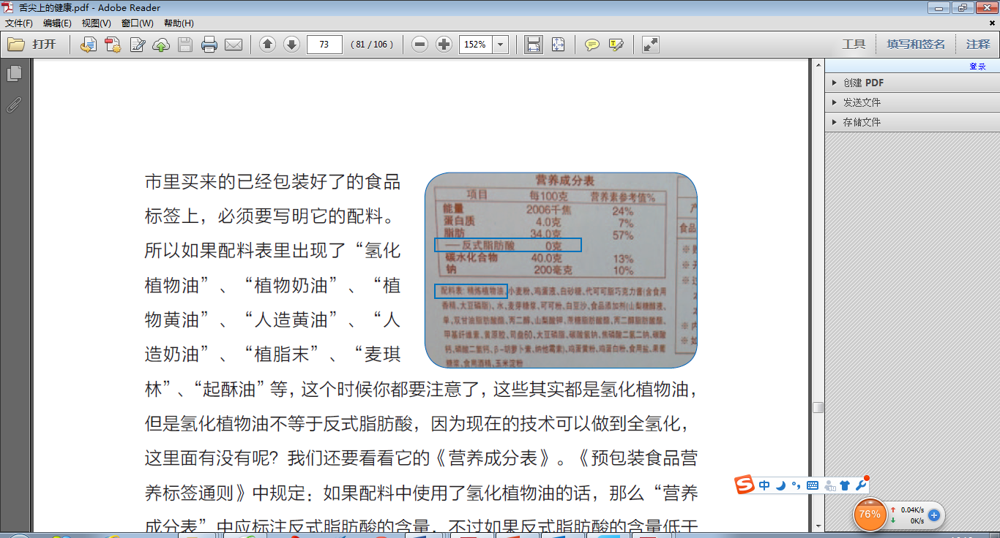 舌尖上的健康.pdf - Adobe Reader
文件(F) 编辑(E) 视图(V) 窗口(W) 帮助(H)
打开 73 (81 / 106) 152% 工具 填写和签名 注释
登录
创建 PDF
发送文件
存储文件
市里买来的已经包装好了的食品
标签上，必须要写明它的配料。
所以如果配料表里出现了“氢化
植物油”、“植物奶油”、“植
物黄油”、“人造黄油”、“人
造奶油”、“植脂末”、“麦琪
林”、“起酥油”等，这个时候你都要注意了，这些其实都是氢化植物油，
但是氢化植物油不等于反式脂肪酸，因为现在的技术可以做到全氢化，
这里面有没有呢？我们还要看看它的《营养成分表》。《预包装食品营
养标签通则》中规定：如果配料中使用了氢化植物油的话，那么“营养
成分表”中应标注反式脂肪酸的含量，不过如果反式脂肪酸的含量低于
营养成分表
项目 每100克 营养素参考值%
能量 2006千焦 24%
蛋白质 4.0克 7%
脂肪 34.0克 57%
—反式脂肪酸 0克
碳水化合物 40.0克 13%
钠 200毫克 10%
配料表: 精炼植物油、小麦粉、鸡蛋液、白砂糖、代可可脂巧克力酱(含食用
香精、大豆磷脂)、水、麦芽糖浆、可可粉、白豆沙、食品添加剂(山梨糖醇液、
单,双甘油脂肪酸酯、丙二醇、山梨酸钾、蔗糖脂肪酸酯、丙二醇脂肪酸酯、
甲基纤维素、黄原胶、司盘60、大豆磷脂、碳酸氢钠、焦磷酸二氢二钠、碳酸
钙、磷酸二氢钙、β-胡萝卜素、纳他霉素)、鸡蛋黄粉、鸡蛋白粉、食用盐、果葡
糖浆、食用酒精、玉米淀粉
食品
中
76% 0.04K/s
0K/s